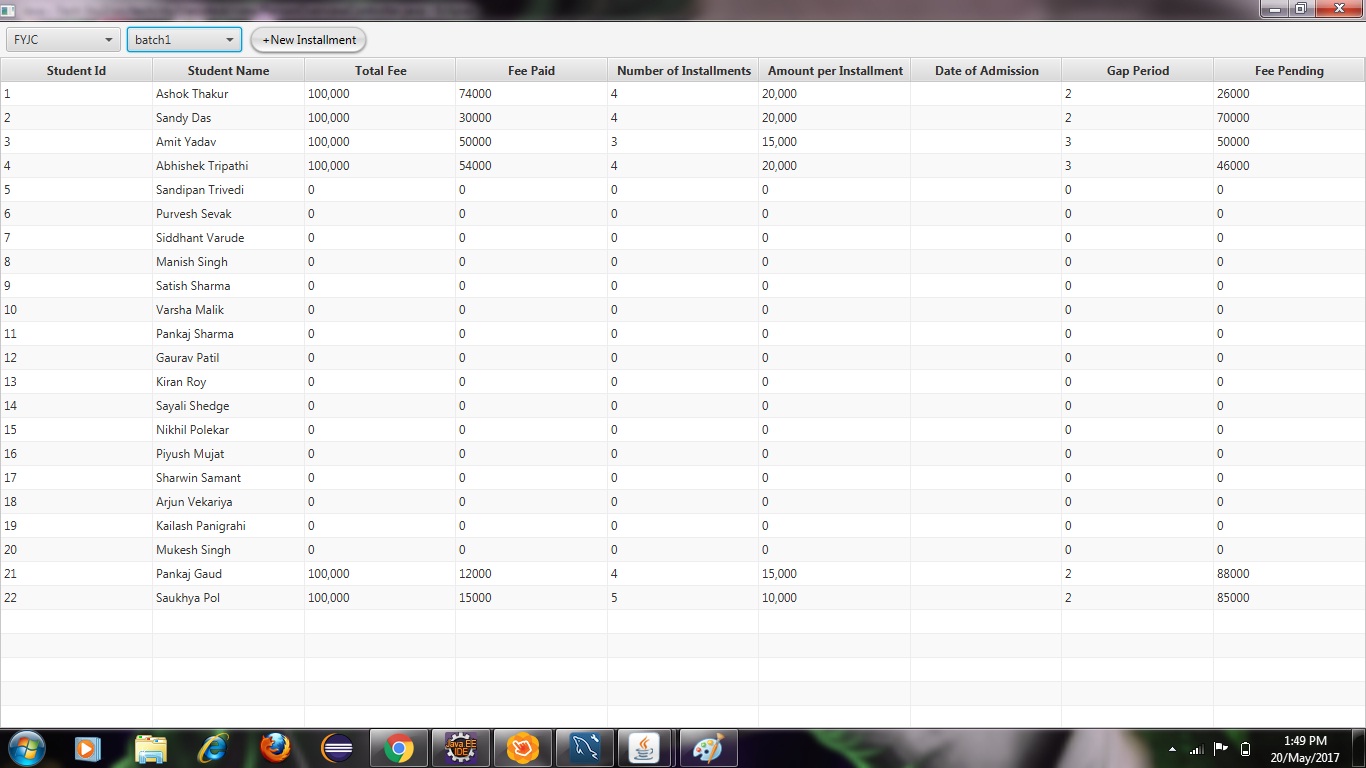 FYJC batch1 +New Installment
Student Id Student Name Total Fee Fee Paid Number of Installments Amount per Installment Date of Admission Gap Period Fee Pending
1 Ashok Thakur 100,000 74000 4 20,000 2 26000
2 Sandy Das 100,000 30000 4 20,000 2 70000
3 Amit Yadav 100,000 50000 3 15,000 3 50000
4 Abhishek Tripathi 100,000 54000 4 20,000 3 46000
5 Sandipan Trivedi 0 0 0 0 0 0
6 Purvesh Sevak 0 0 0 0 0 0
7 Siddhant Varude 0 0 0 0 0 0
8 Manish Singh 0 0 0 0 0 0
9 Satish Sharma 0 0 0 0 0 0
10 Varsha Malik 0 0 0 0 0 0
11 Pankaj Sharma 0 0 0 0 0 0
12 Gaurav Patil 0 0 0 0 0 0
13 Kiran Roy 0 0 0 0 0 0
14 Sayali Shedge 0 0 0 0 0 0
15 Nikhil Polekar 0 0 0 0 0 0
16 Piyush Mujat 0 0 0 0 0 0
17 Sharwin Samant 0 0 0 0 0 0
18 Arjun Vekariya 0 0 0 0 0 0
19 Kailash Panigrahi 0 0 0 0 0 0
20 Mukesh Singh 0 0 0 0 0 0
21 Pankaj Gaud 100,000 12000 4 15,000 2 88000
22 Saukhya Pol 100,000 15000 5 10,000 2 85000
Java EE
IDE
1:49 PM
20/May/2017